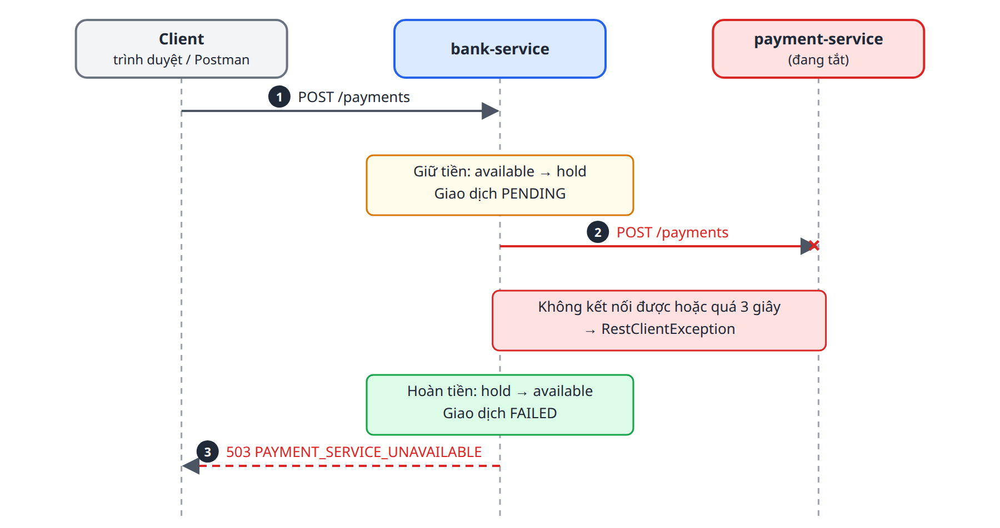 Client
trình duyệt / Postman
bank-service
payment-service
(đang tắt)
1 POST /payments
Giữ tiền: available → hold
Giao dịch PENDING
2 POST /payments
Không kết nối được hoặc quá 3 giây
→ RestClientException
Hoàn tiền: hold → available
Giao dịch FAILED
3 503 PAYMENT_SERVICE_UNAVAILABLE